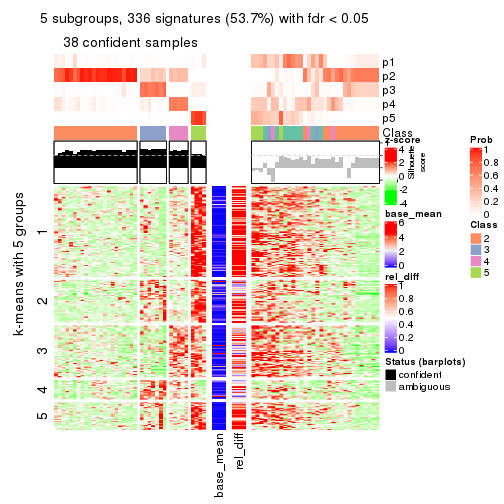 5 subgroups, 336 signatures (53.7%) with fdr < 0.05
38 confident samples
p1
p2
p3
p4
p5
Class
Silhouette
score
k-means with 5 groups
1
2
3
4
5
base_mean
rel_diff
z-score
4
2
0
-2
-4
base_mean
6
4
2
0
rel_diff
1
0.8
0.6
0.4
0.2
0
Status (barplots)
confident
ambiguous
Prob
1
0.8
0.6
0.4
0.2
0
Class
2
3
4
5